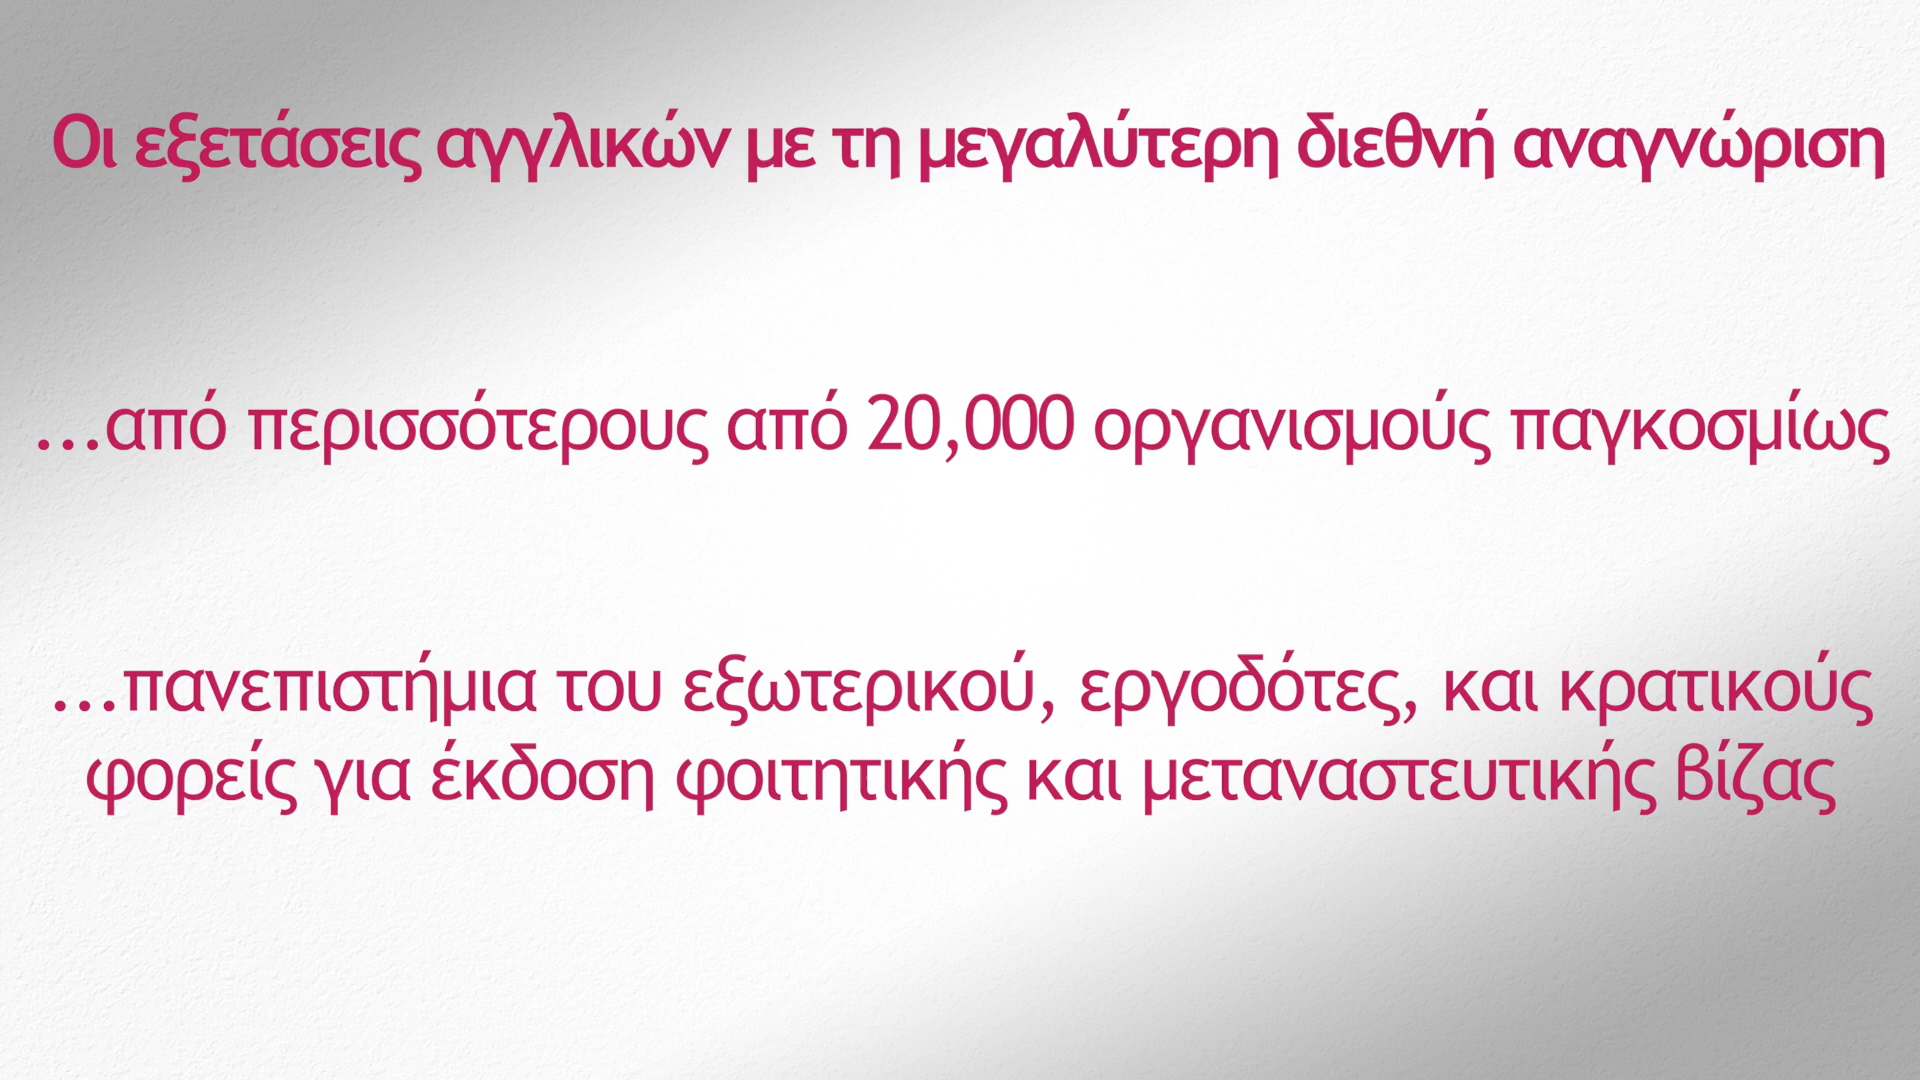 Οι εξετάσεις αγγλικών με τη μεγαλύτερη διεθνή αναγνώριση
...από περισσότερους από 20,000 οργανισμούς παγκοσμίως
...πανεπιστήμια του εξωτερικού, εργοδότες, και κρατικούς
φορείς για έκδοση φοιτητικής και μεταναστευτικής βίζας